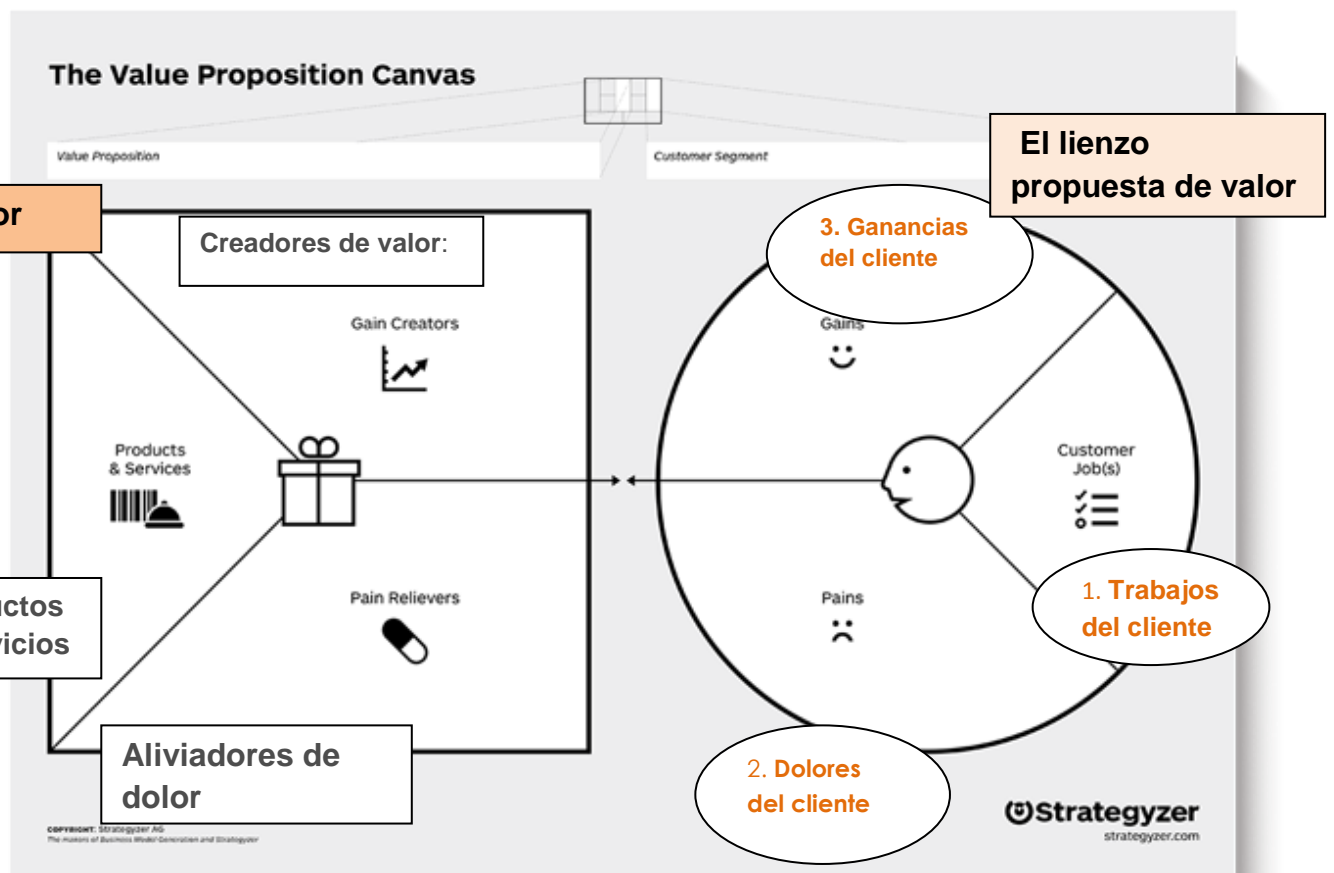 The Value Proposition Canvas
Value Proposition
Customer Segment
El lienzo
propuesta de valor
or
Creadores de valor:
3. Ganancias
del cliente
Gain Creators
Gains
Products
& Services
Customer
Job(s)
uctos
vicios
Pain Relievers
Pains
1. Trabajos
del cliente
Aliviadores de
dolor
2. Dolores
del cliente
COPYRIGHT: Strategyzer AG
The makers of Business Model Generation and Strategyzer
Strategyzer
strategyzer.com